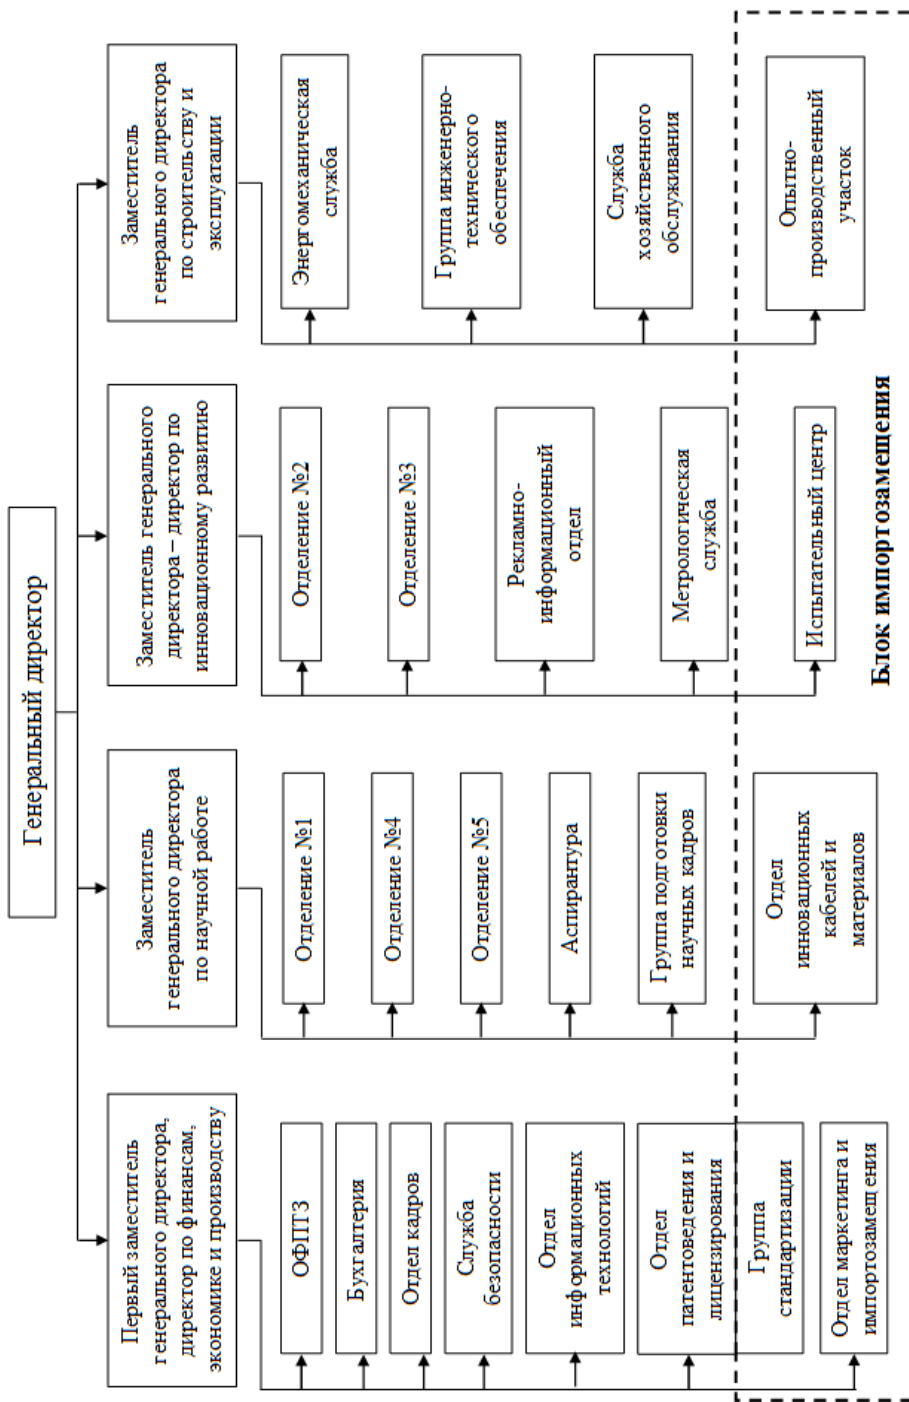 Генеральный директор
Первый заместитель
генерального директора,
директор по финансам,
экономике и производству
ОФПТЗ
Бухгалтерия
Отдел кадров
Служба
безопасности
Отдел
информационных
технологий
Отдел
патентоведения и
лицензирования
Группа
стандартизации
Отдел маркетинга и
импортозамещения
Заместитель
генерального директора
по научной работе
Отделение №1
Отделение №4
Отделение №5
Аспирантура
Группа подготовки
научных кадров
Отдел
инновационных
кабелей и
материалов
Заместитель генерального
директора – директор по
инновационному развитию
Отделение №2
Отделение №3
Рекламно-
информационный
отдел
Метрологическая
служба
Испытательный центр
Заместитель
генерального директора
по строительству и
эксплуатации
Энергомеханическая
служба
Группа инженерно-
технического
обеспечения
Служба
хозяйственного
обслуживания
Опытно-
производственный
участок
Блок импортозамещения